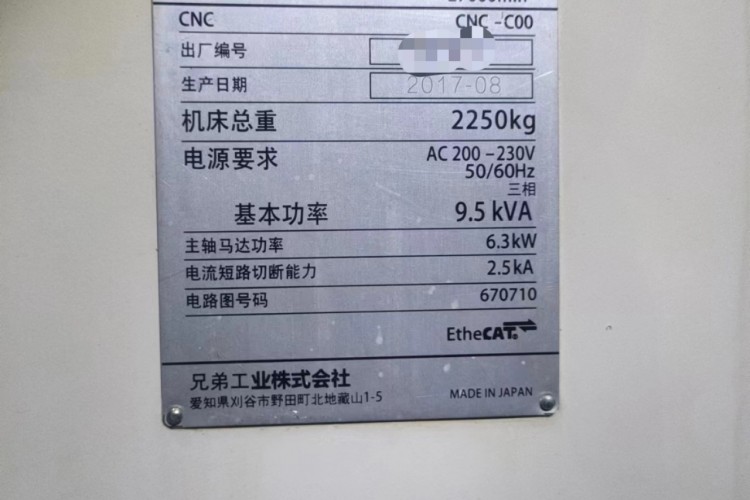 CNC CNC-C00
出厂编号
生产日期 2017-08
机床总重 2250kg
电源要求 AC 200-230V
50/60Hz
三相
基本功率 9.5 kVA
主轴马达功率 6.3kW
电流短路切断能力 2.5kA
电路图号码 670710
EtheCAT®
兄弟工业株式会社
爱知県刈谷市野田町北地藏山1-5 MADE IN JAPAN